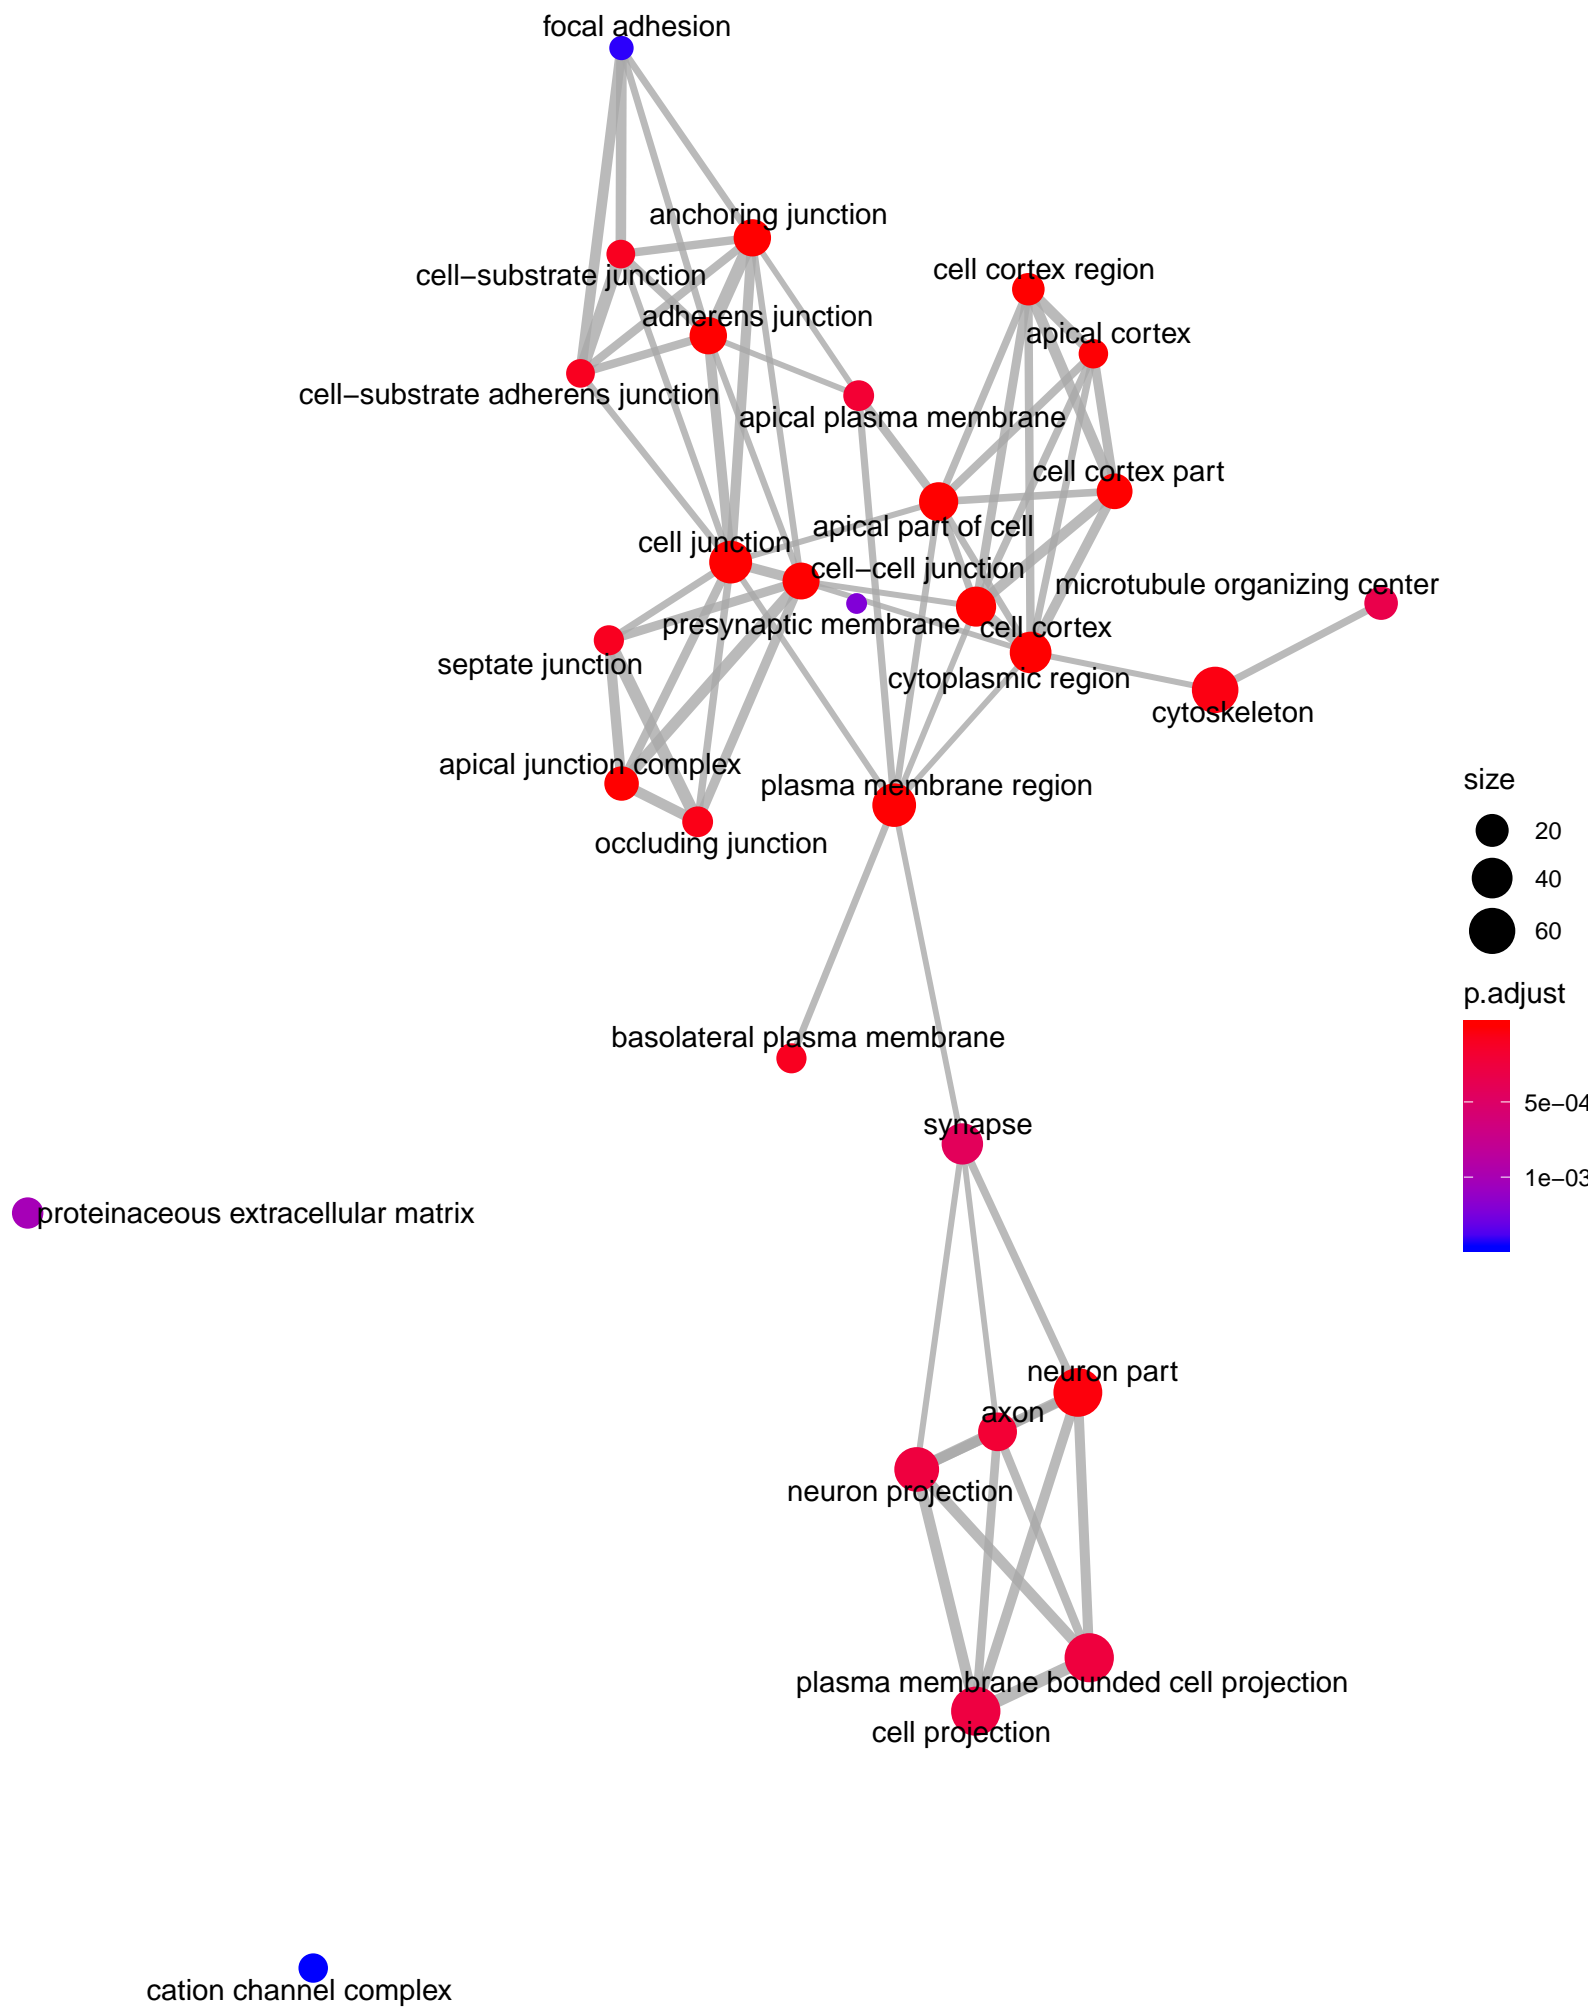 focal adhesion
anchoring junction
cell−substrate junction
cell cortex region
adherens junction
apical cortex
cell−substrate adherens junction
apical plasma membrane
cell cortex part
apical part of cell
cell junction
cell−cell junction
microtubule organizing center
presynaptic membrane
cell cortex
septate junction
cytoplasmic region
cytoskeleton
apical junction complex
plasma membrane region
occluding junction
size
20
40
60
p.adjust
5e−04
1e−03
basolateral plasma membrane
synapse
proteinaceous extracellular matrix
neuron part
axon
neuron projection
plasma membrane bounded cell projection
cell projection
cation channel complex